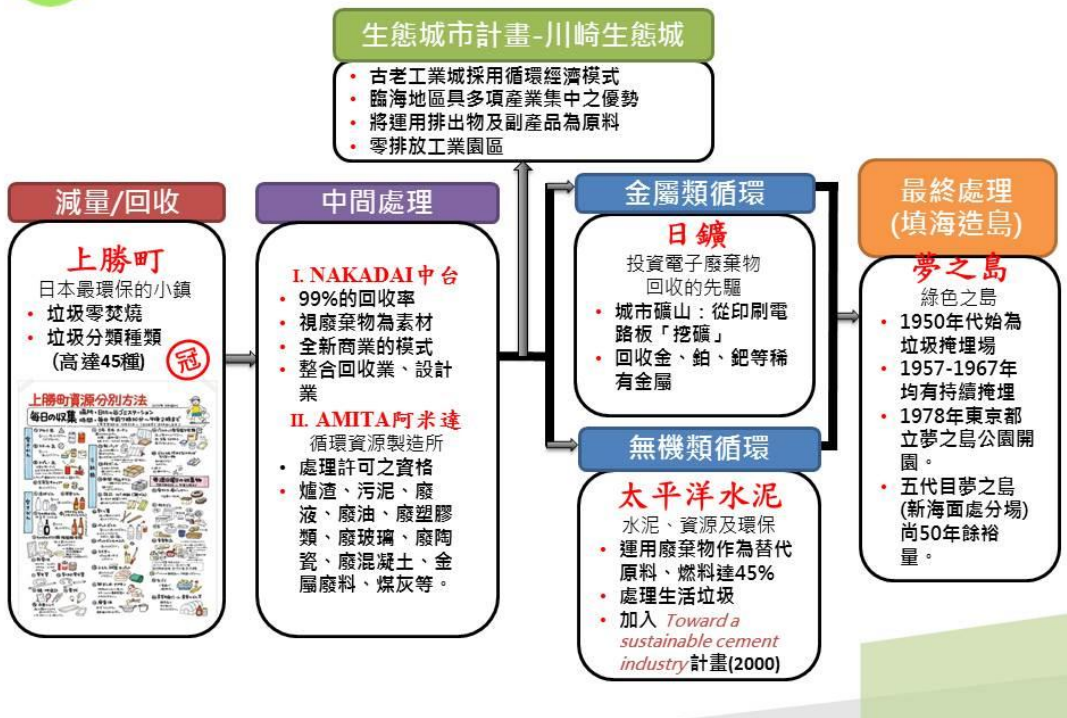 生態城市計畫-川崎生態城
• 古老工業城採用循環經濟模式
• 臨海地區具多項產業集中之優勢
• 將運用排出物及副產品為原料
• 零排放工業園區
減量/回收
上勝町
日本最環保的小鎮
• 垃圾零焚燒
• 垃圾分類種類
(高達45種)
冠
上勝町資源分別方法
毎日の収集
中間處理
I. NAKADAI中台
• 99%的回收率
• 視廢棄物為素材
• 全新商業的模式
• 整合回收業、設計
業
II. AMITA阿米達
循環資源製造所
• 處理許可之資格
• 爐渣、污泥、廢
液、廢油、廢塑膠
類、廢玻璃、廢陶
瓷、廢混凝土、金
屬廢料、煤灰等。
金屬類循環
日鑛
投資電子廢棄物
回收的先驅
• 城市礦山：從印刷電
路板「挖礦」
• 回收金、鉑、鈀等稀
有金屬
無機類循環
太平洋水泥
水泥、資源及環保
• 運用廢棄物作為替代
原料、燃料達45%
• 處理生活垃圾
• 加入 Toward a
sustainable cement
industry 計畫(2000)
最終處理
(填海造島)
夢之島
綠色之島
• 1950年代始為
垃圾掩埋場
• 1957-1967年
均有持續掩埋
• 1978年東京都
立夢之島公園開
園。
• 五代目夢之島
(新海面處分場)
尚50年餘裕
量。